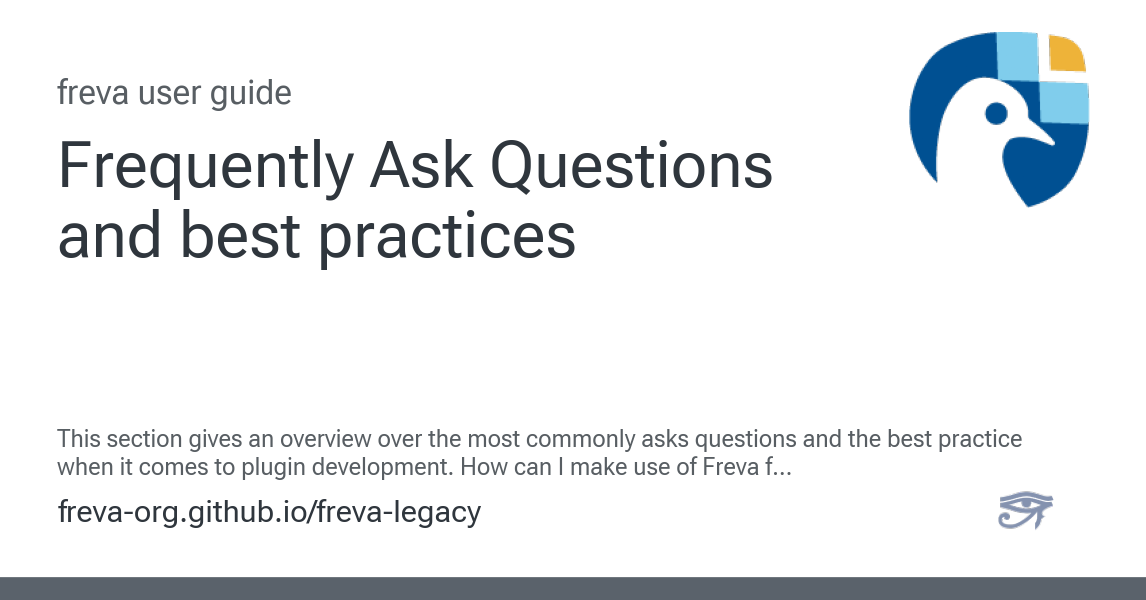 freva user guide
Frequently Ask Questions
and best practices
This section gives an overview over the most commonly asks questions and the best practice
when it comes to plugin development. How can I make use of Freva f...
freva-org.github.io/freva-legacy